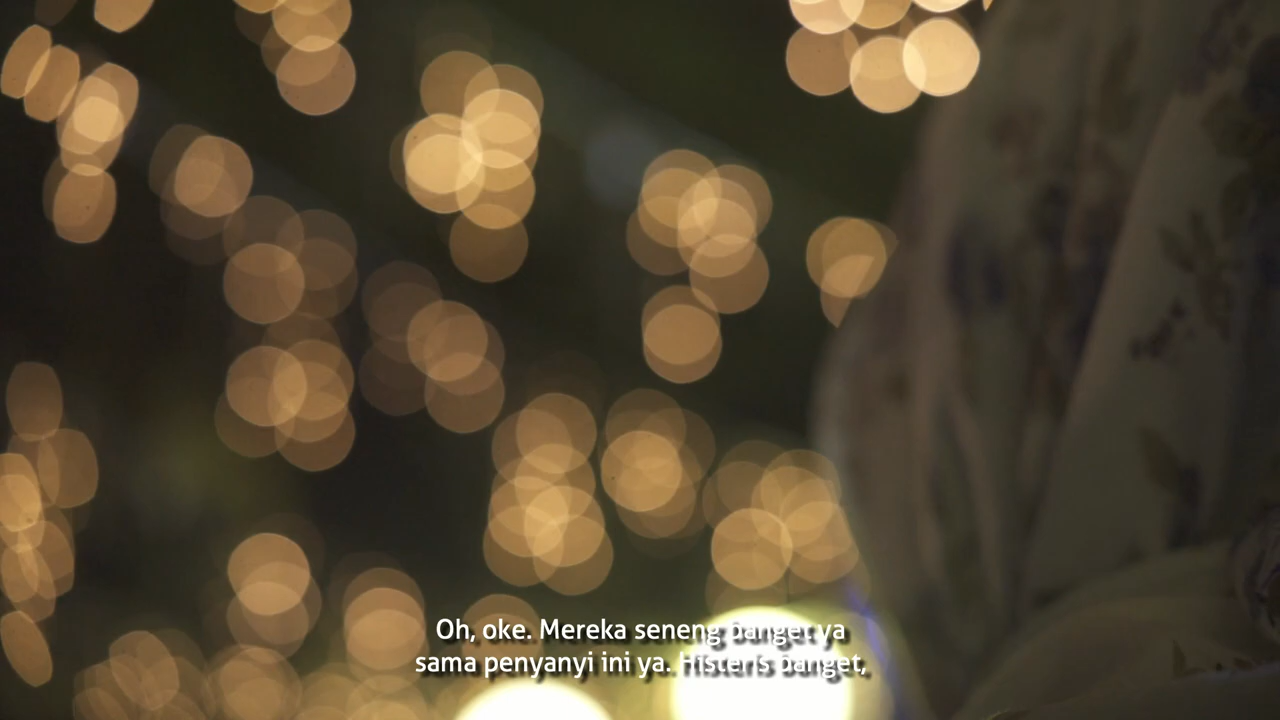 Oh, oke. Mereka seneng banget ya
sama penyanyi ini ya. Histeris banget,